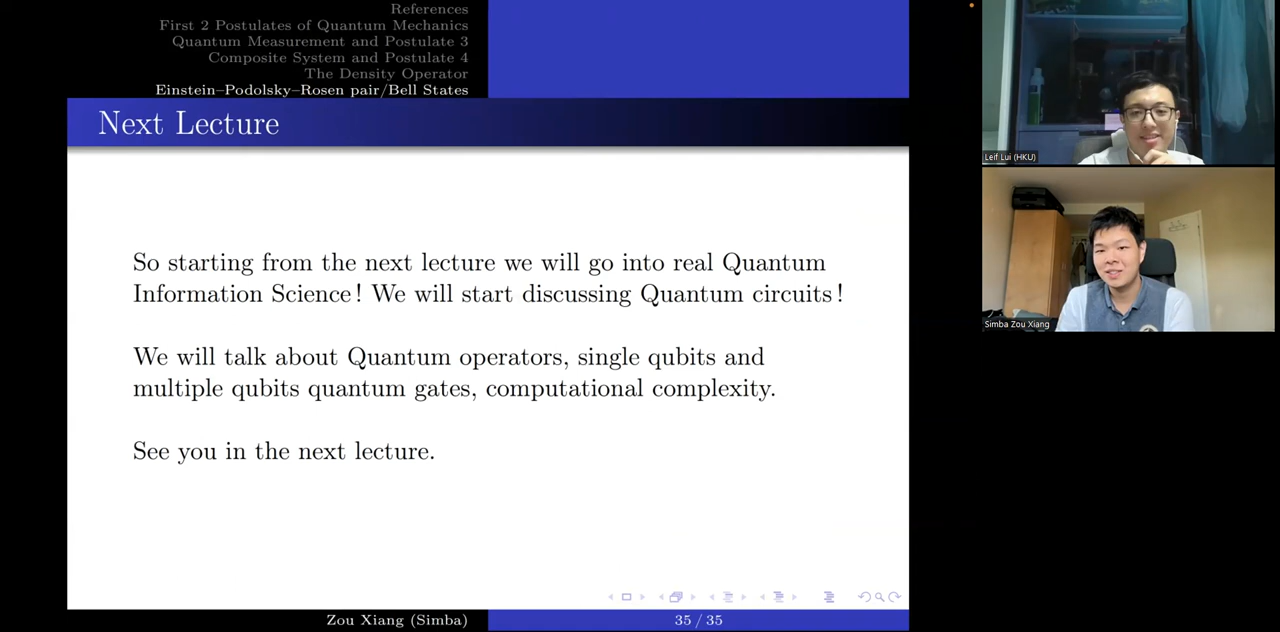 References
First 2 Postulates of Quantum Mechanics
Quantum Measurement and Postulate 3
Composite System and Postulate 4
The Density Operator
Einstein–Podolsky–Rosen pair/Bell States
Next Lecture
So starting from the next lecture we will go into real Quantum
Information Science! We will start discussing Quantum circuits!
We will talk about Quantum operators, single qubits and
multiple qubits quantum gates, computational complexity.
See you in the next lecture.
Zou Xiang (Simba)
35 / 35
Leif Lui (HKU)
Simba Zou Xiang